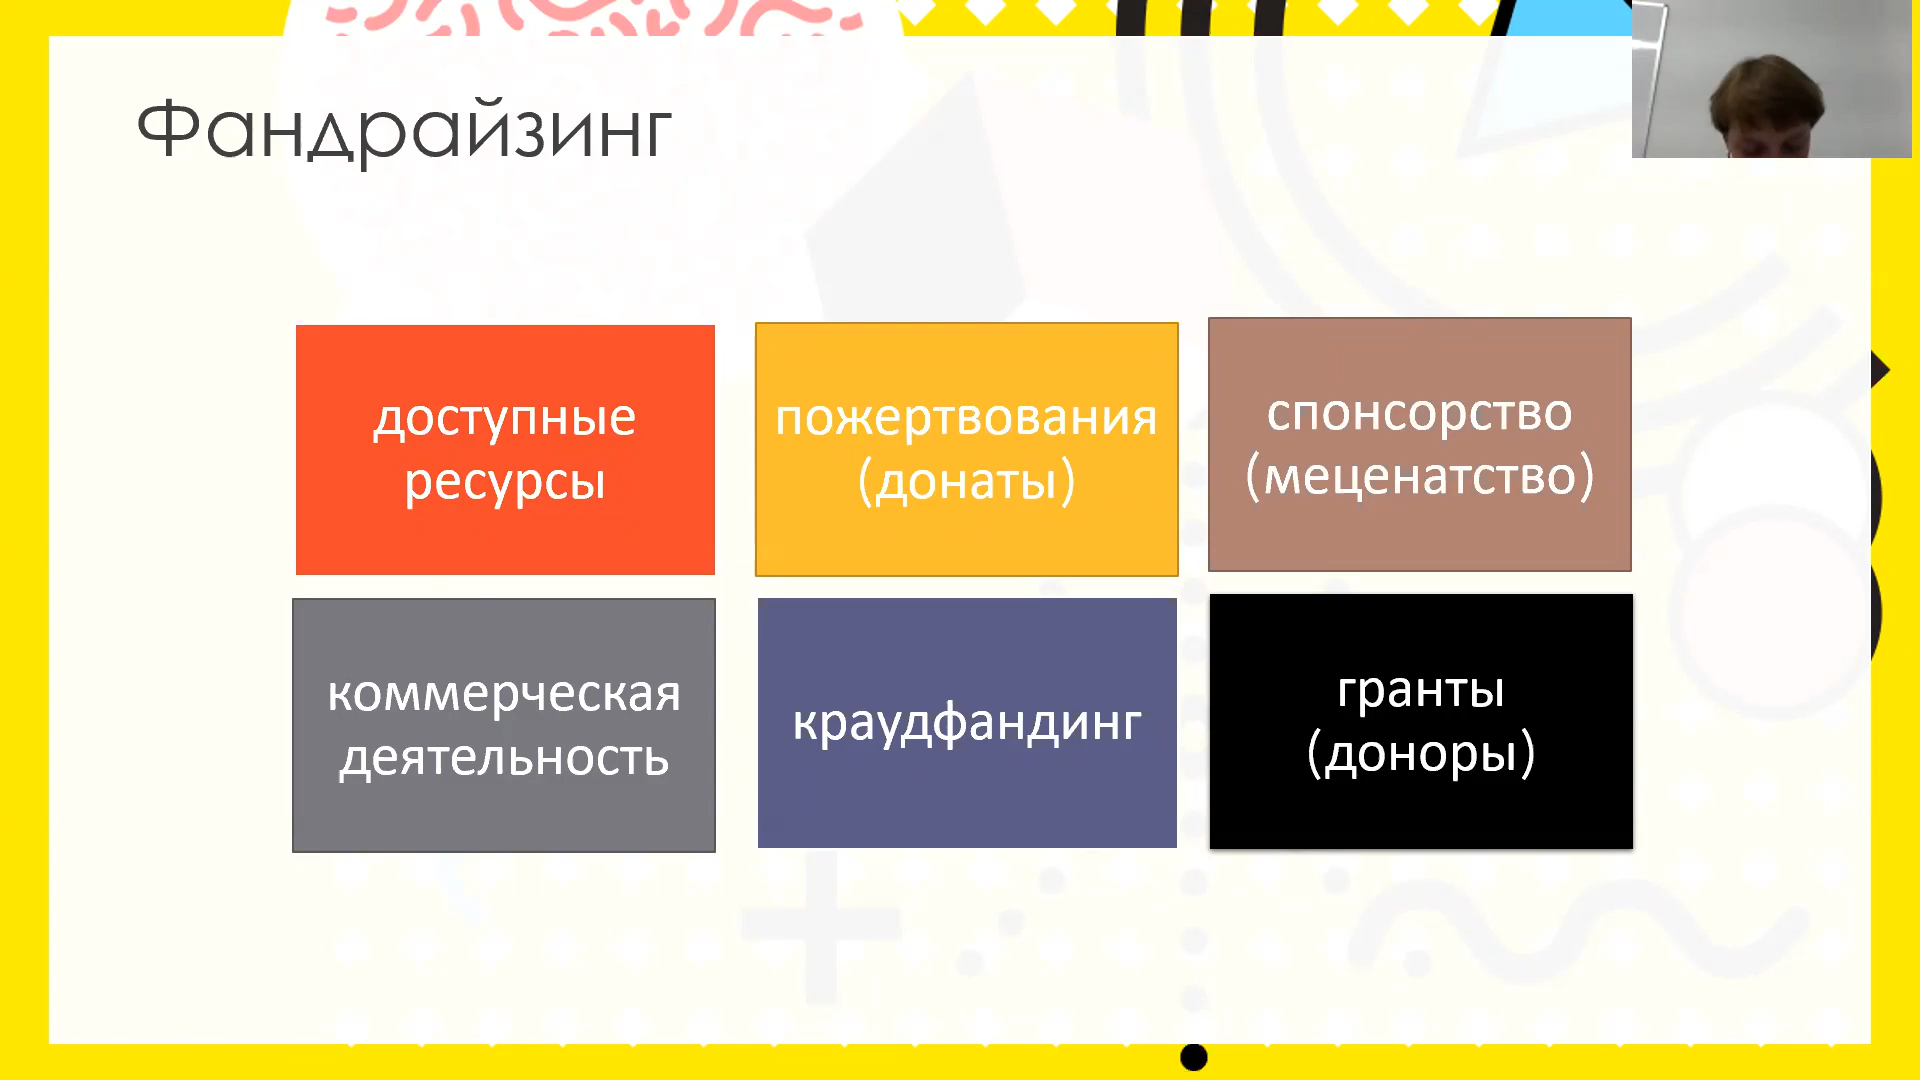 Фандрайзинг
доступные
ресурсы
пожертвования
(донаты)
спонсорство
(меценатство)
коммерческая
деятельность
краудфандинг
гранты
(доноры)